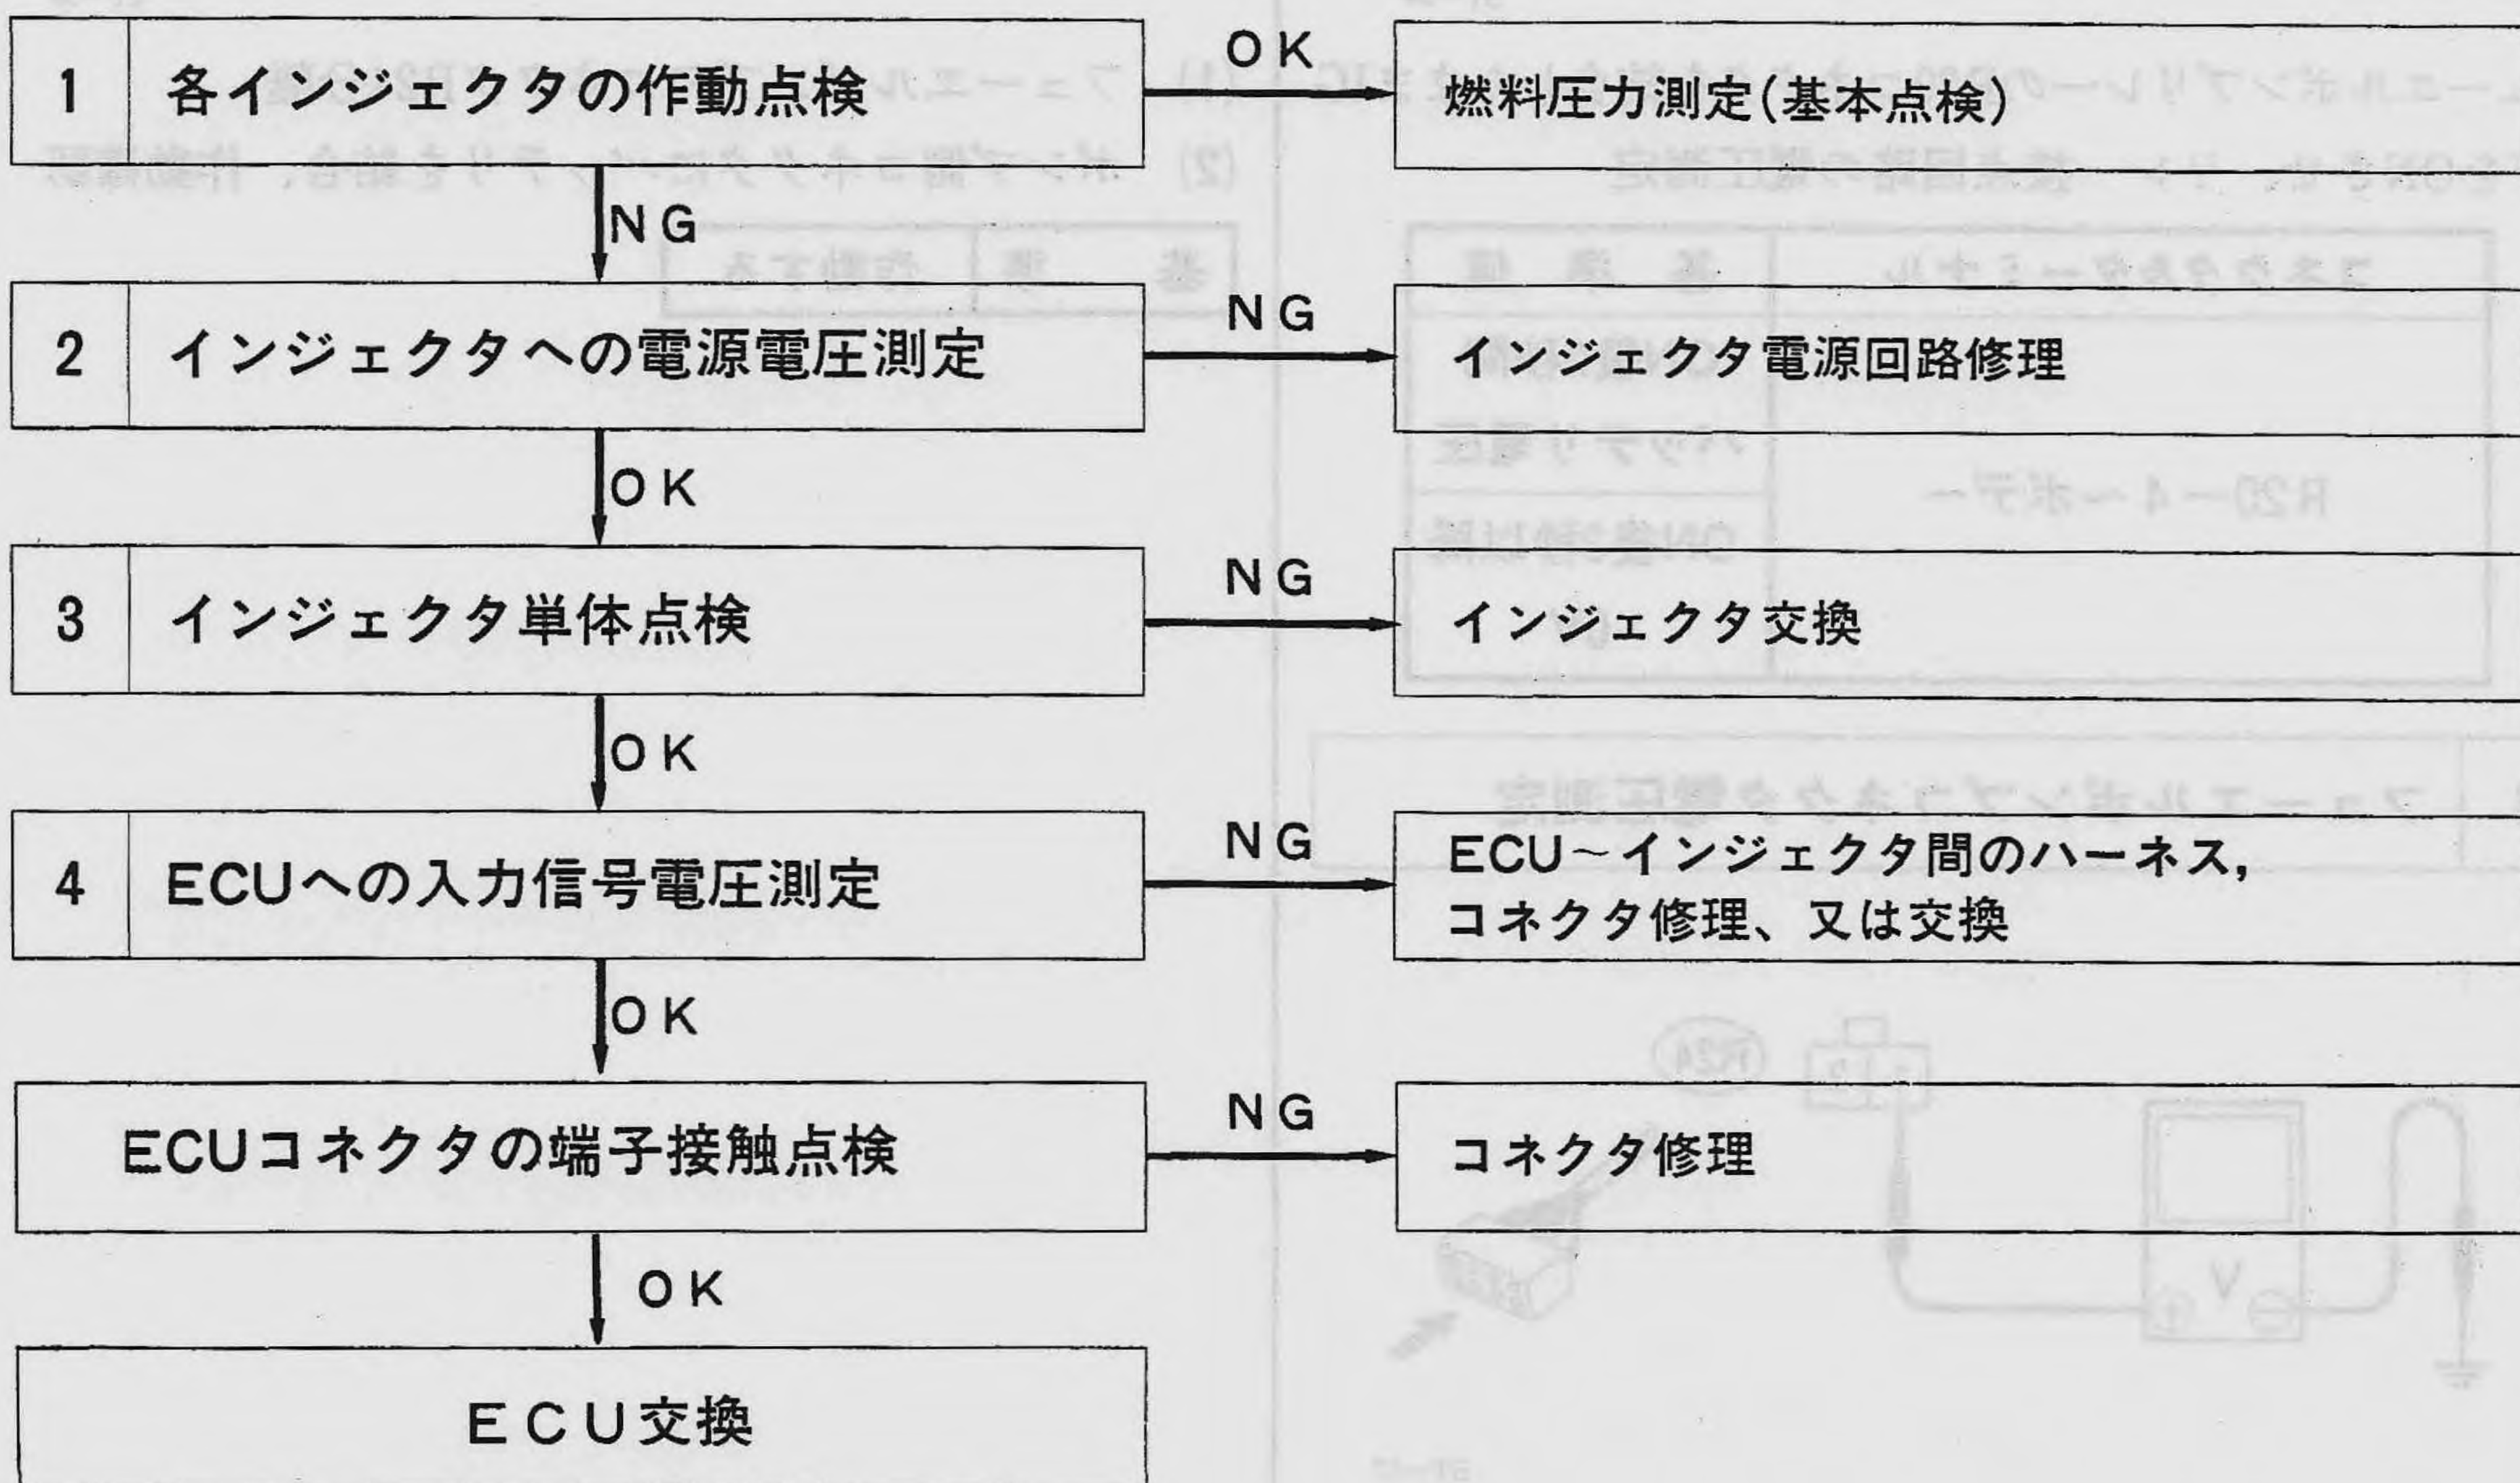 1 各インジェクタの作動点検
OK
燃料圧力測定(基本点検)
NG
2 インジェクタへの電源電圧測定
NG
インジェクタ電源回路修理
OK
3 インジェクタ単体点検
NG
インジェクタ交換
OK
4 ECUへの入力信号電圧測定
NG
ECU～インジェクタ間のハーネス,
コネクタ修理、又は交換
OK
ECUコネクタの端子接触点検
NG
コネクタ修理
OK
ECU交換